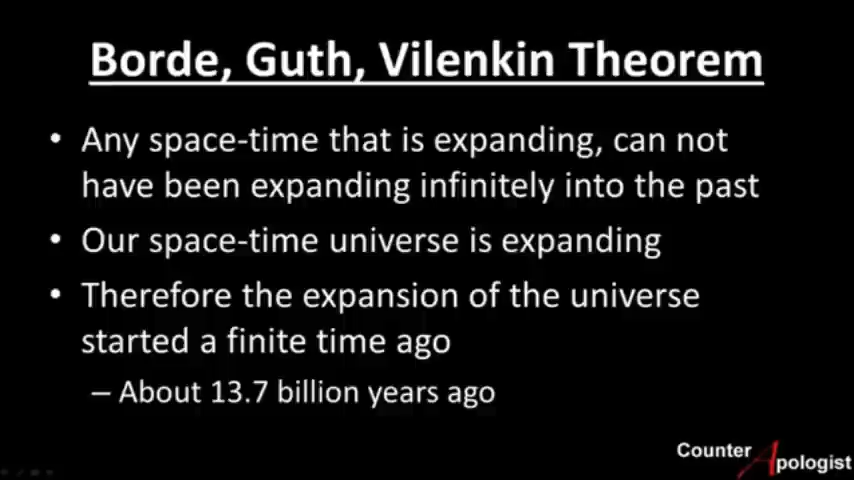 Borde, Guth, Vilenkin Theorem
• Any space-time that is expanding, can not
have been expanding infinitely into the past
• Our space-time universe is expanding
• Therefore the expansion of the universe
started a finite time ago
– About 13.7 billion years ago
Counter
Apologist